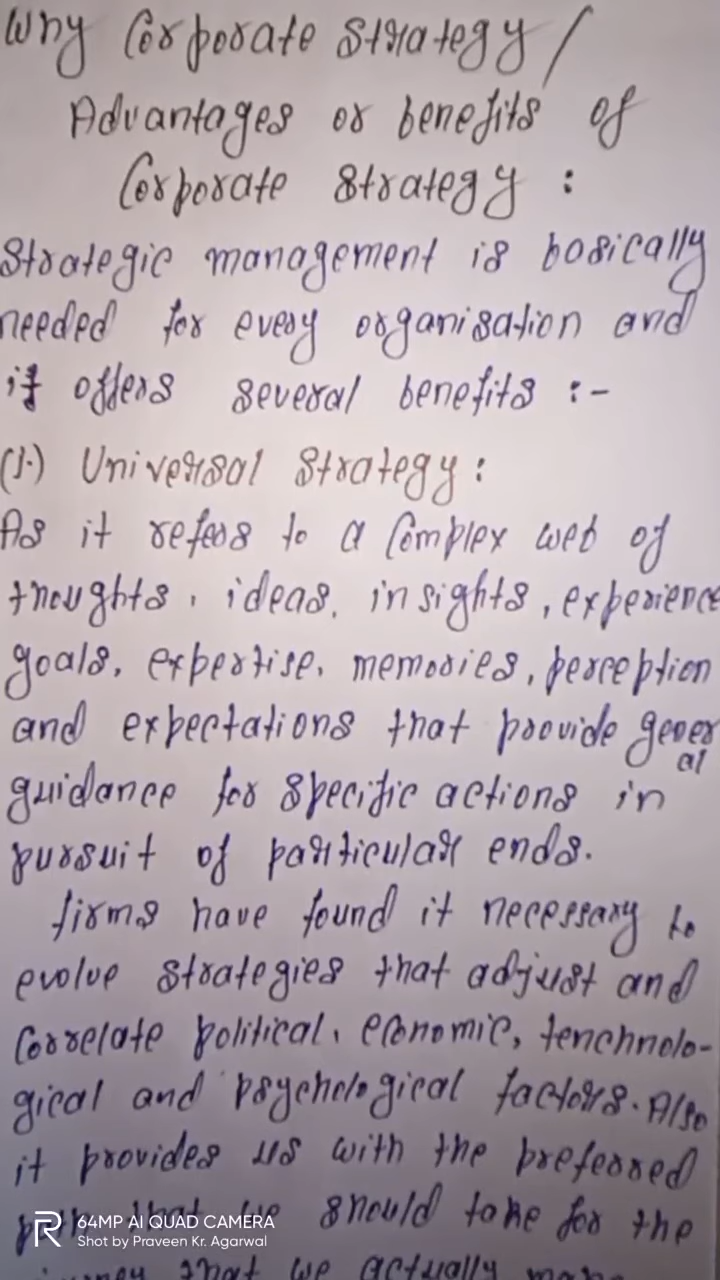 Why Corporate Strategy /
Advantages or benefits of
Corporate Strategy :
Strategic management is basically
needed for every organisation and
it offers several benefits :-
(1.) Universal Strategy :
As it refers to a Complex web of
thoughts, ideas, insights, experience
goals, expertise, memories, perception
and expectations that provide gener
al
guidance for specific actions in
pursuit of particular ends.
firms have found it necessary to
evolve strategies that adjust and
Correlate political, economic, tenchnolo-
gical and psychological factors. Also
it provides us with the preferred
that we should take for the
that we actually
64MP AI QUAD CAMERA
Shot by Praveen Kr. Agarwal